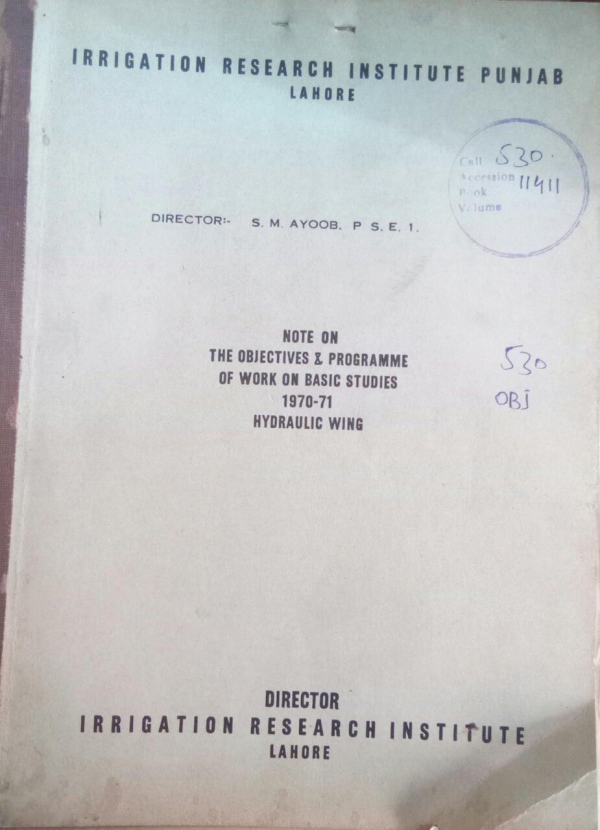 IRRIGATION RESEARCH INSTITUTE PUNJAB
LAHORE
Call 530.
Accession 11411
Book
Volume
DIRECTOR:- S. M. AYOOB. P S. E. 1.
NOTE ON
THE OBJECTIVES & PROGRAMME
OF WORK ON BASIC STUDIES
1970-71
HYDRAULIC WING
530
OBJ
DIRECTOR
IRRIGATION RESEARCH INSTITUTE
LAHORE